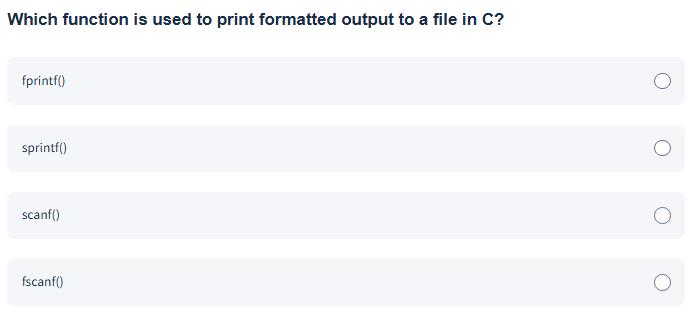 Which function is used to print formatted output to a file in C?
fprintf()
sprintf()
scanf()
fscanf()